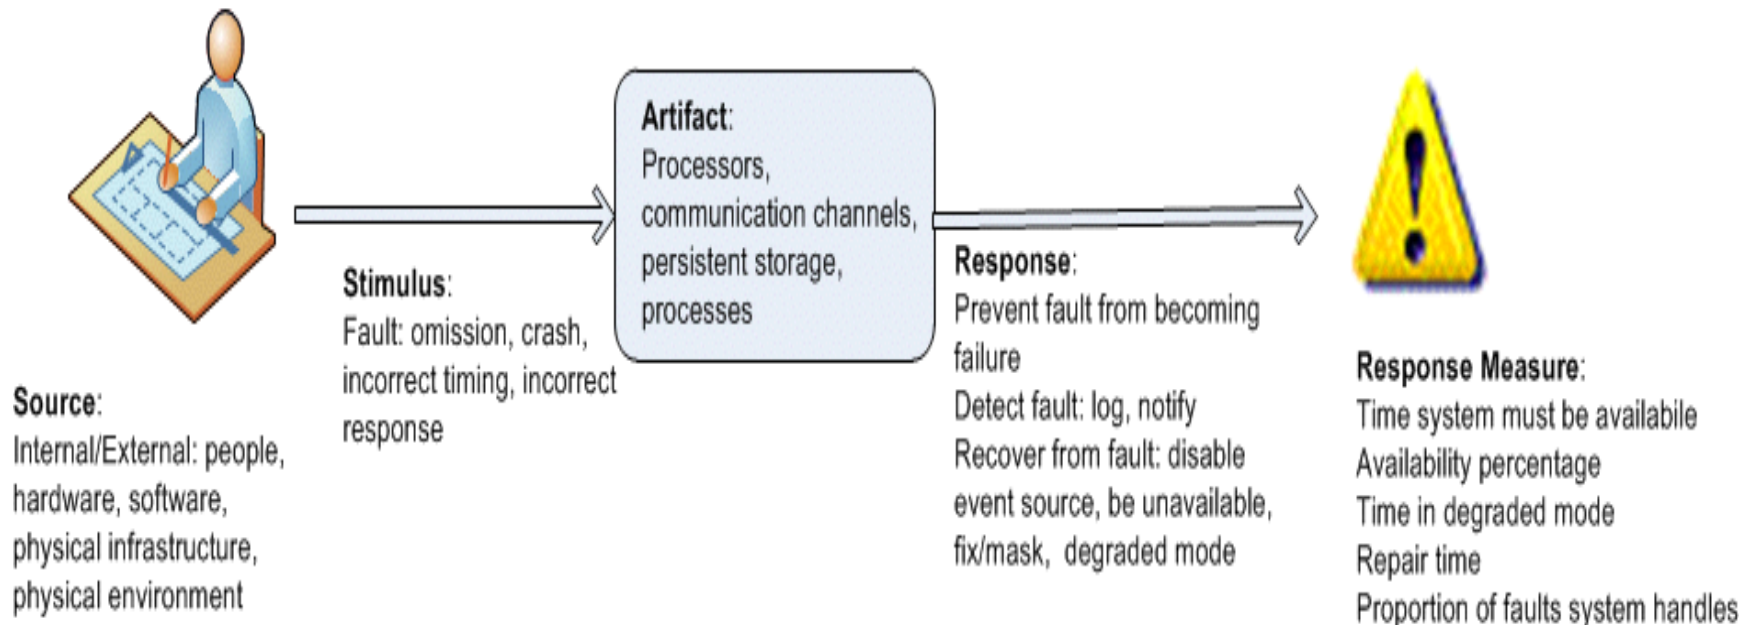 Source:
Internal/External: people,
hardware, software,
physical infrastructure,
physical environment
Stimulus:
Fault: omission, crash,
incorrect timing, incorrect
response
Artifact:
Processors,
communication channels,
persistent storage,
processes
Response:
Prevent fault from becoming
failure
Detect fault: log, notify
Recover from fault: disable
event source, be unavailable,
fix/mask, degraded mode
Response Measure:
Time system must be availabile
Availability percentage
Time in degraded mode
Repair time
Proportion of faults system handles